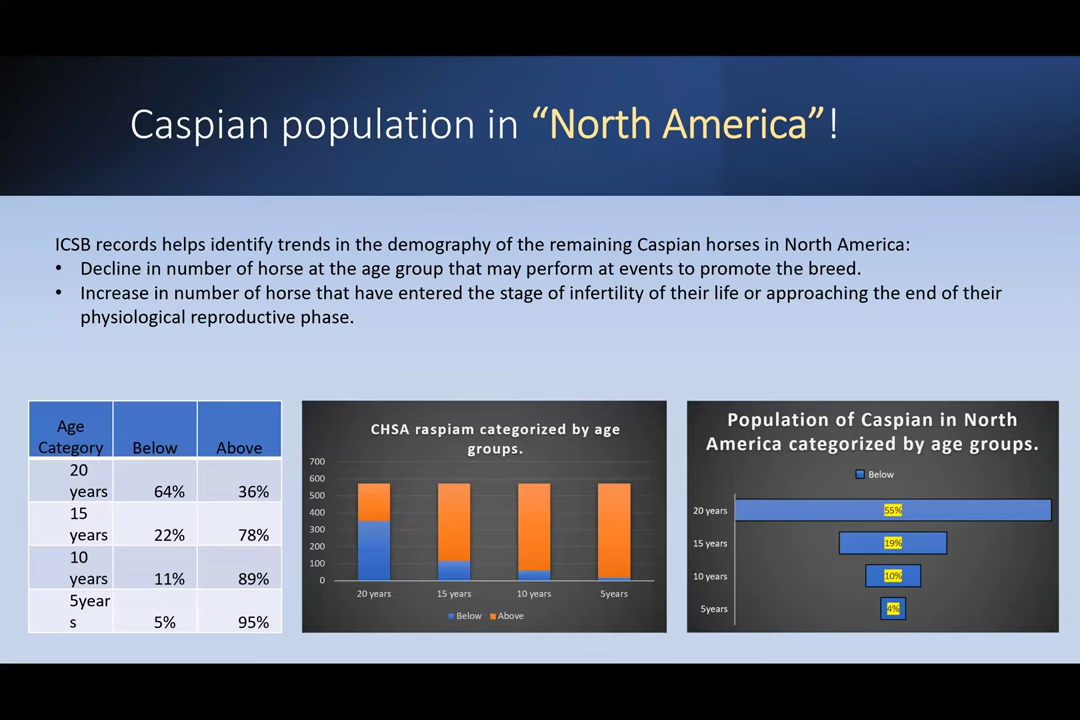 Caspian population in “North America”!
ICSB records helps identify trends in the demography of the remaining Caspian horses in North America:
• Decline in number of horse at the age group that may perform at events to promote the breed.
• Increase in number of horse that have entered the stage of infertility of their life or approaching the end of their
physiological reproductive phase.
Age
Category Below Above
20
years 64% 36%
15
years 22% 78%
10
years 11% 89%
5year
s 5% 95%
CHSA raspiam categorized by age
groups.
700
600
500
400
300
200
100
0
20 years 15 years 10 years 5years
Below Above
Population of Caspian in North
America categorized by age groups.
Below
20 years 55%
15 years 19%
10 years 10%
5years 4%